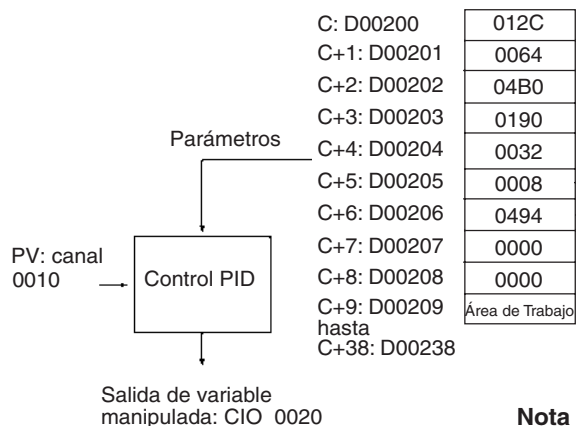 C: D00200 012C
C+1: D00201 0064
C+2: D00202 04B0
C+3: D00203 0190
Parámetros
C+4: D00204 0032
C+5: D00205 0008
C+6: D00206 0494
C+7: D00207 0000
C+8: D00208 0000
C+9: D00209 Área de Trabajo
hasta
C+38: D00238
PV: canal
0010
Control PID
Salida de variable
manipulada: CIO 0020
Nota